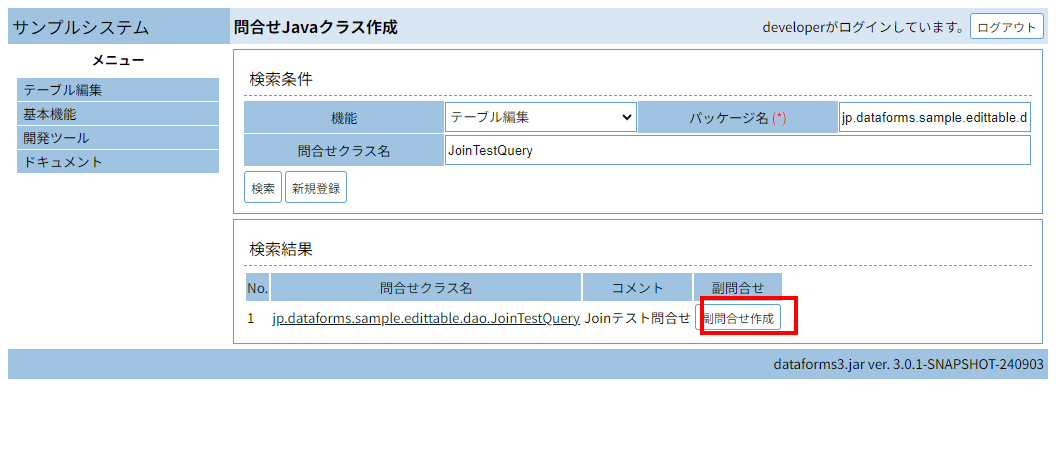 サンプルシステム
問合せJavaクラス作成
developerがログインしています。 ログアウト
メニュー
テーブル編集
基本機能
開発ツール
ドキュメント
検索条件
機能 テーブル編集 パッケージ名 (*) jp.dataforms.sample.edittable.d
問合せクラス名 JoinTestQuery
検索 新規登録
検索結果
No. 問合せクラス名 コメント 副問合せ
1 jp.dataforms.sample.edittable.dao.JoinTestQuery Joinテスト問合せ 副問合せ作成
dataforms3.jar ver. 3.0.1-SNAPSHOT-240903